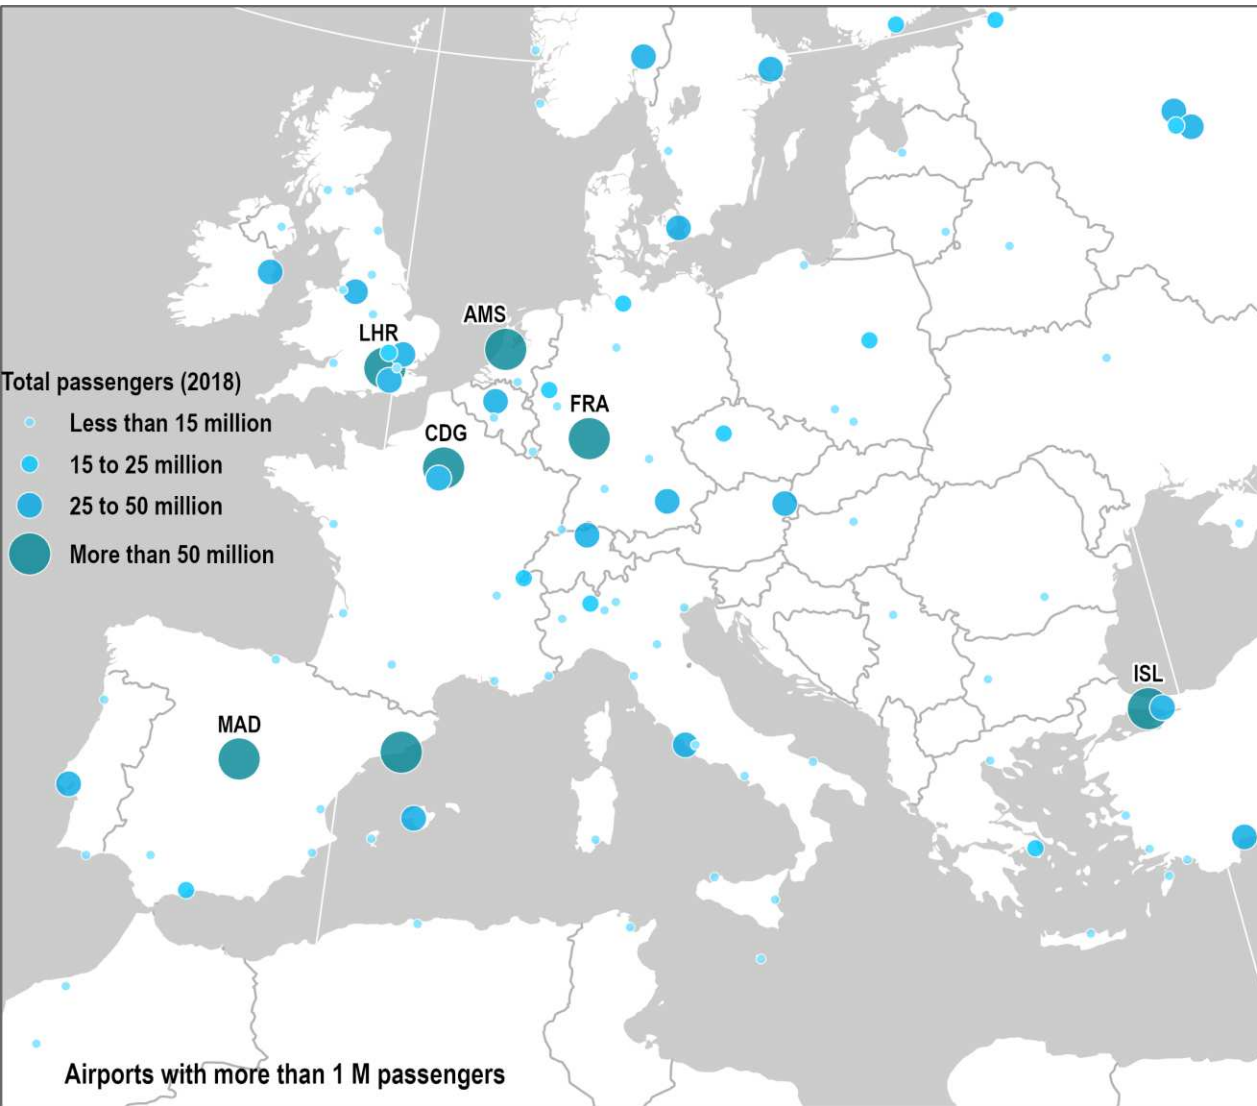 AMS
LHR
Total passengers (2018)
Less than 15 million
FRA
CDG
15 to 25 million
25 to 50 million
More than 50 million
ISL
MAD
Airports with more than 1 M passengers